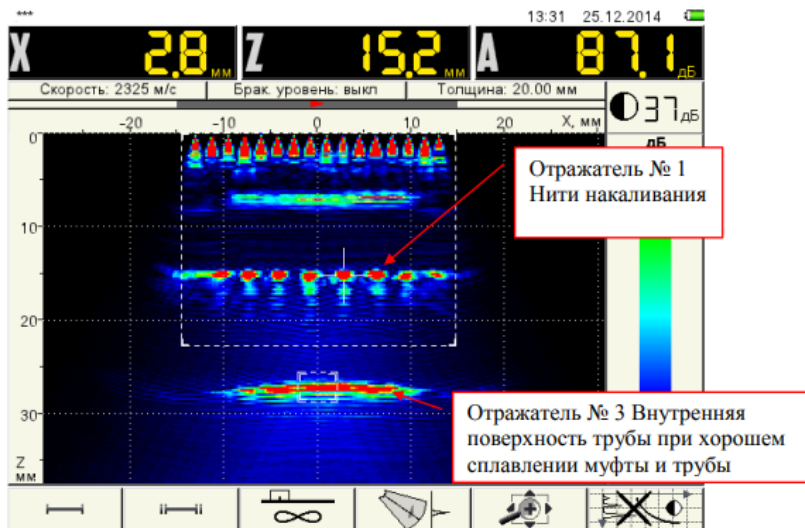 ***
13:31 25.12.2014
X 2.8 мм Z 15.2 мм A 87.1 дБ
Скорость: 2325 м/с Брак. уровень: выкл Толщина: 20.00 мм
37 дБ
-20 -10 0 10 20 X, мм
дБ
0
10
20
30
Z
мм
Отражатель № 1
Нити накаливания
Отражатель № 3 Внутренняя
поверхность трубы при хорошем
сплавлении муфты и трубы